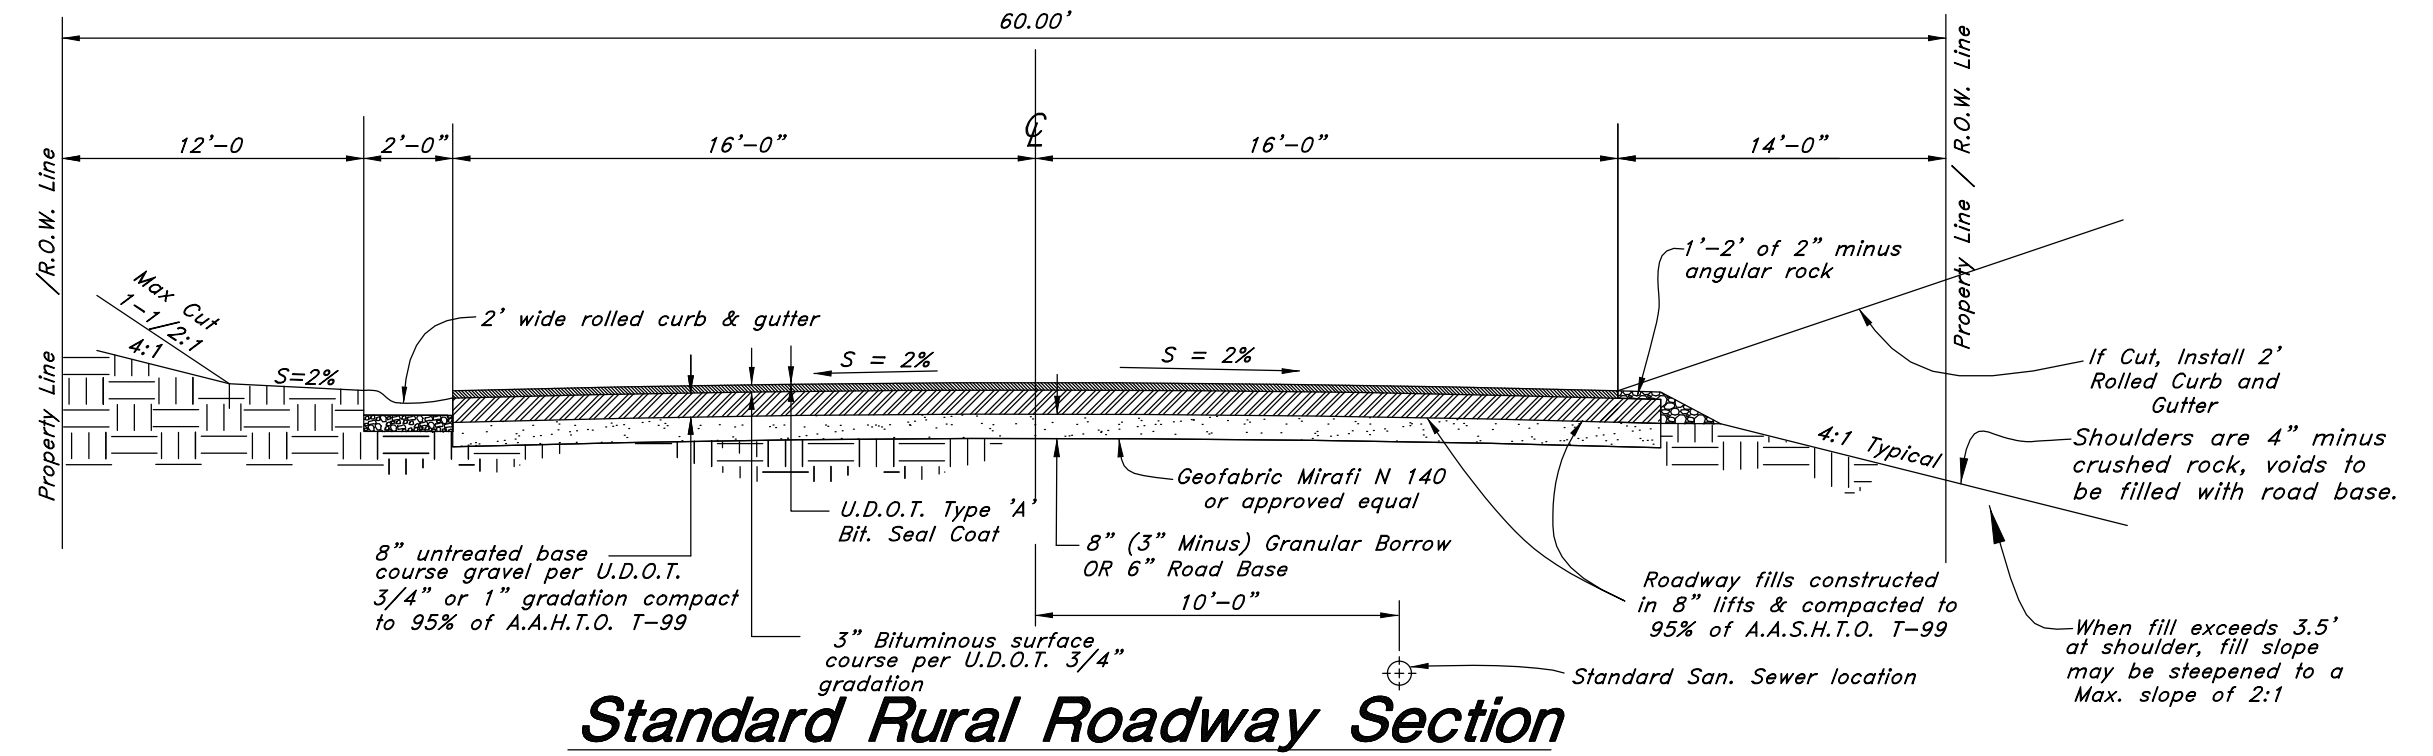 60.00'
12'-0
2'-0"
16'-0"
℄
16'-0"
14'-0"
Property Line /R.O.W. Line
Property Line / R.O.W. Line
Max Cut
1-1/2:1
4:1
S=2%
2' wide rolled curb & gutter
S = 2%
S = 2%
1'-2' of 2" minus
angular rock
If Cut, Install 2'
Rolled Curb and
Gutter
4:1 Typical
Shoulders are 4" minus
crushed rock, voids to
be filled with road base.
Geofabric Mirafi N 140
or approved equal
U.D.O.T. Type 'A'
Bit. Seal Coat
8" (3" Minus) Granular Borrow
OR 6" Road Base
8" untreated base
course gravel per U.D.O.T.
3/4" or 1" gradation compact
to 95% of A.A.H.T.O. T-99
10'-0"
Roadway fills constructed
in 8" lifts & compacted to
95% of A.A.S.H.T.O. T-99
3" Bituminous surface
course per U.D.O.T. 3/4"
gradation
When fill exceeds 3.5'
at shoulder, fill slope
may be steepened to a
Max. slope of 2:1
Standard San. Sewer location
Standard Rural Roadway Section